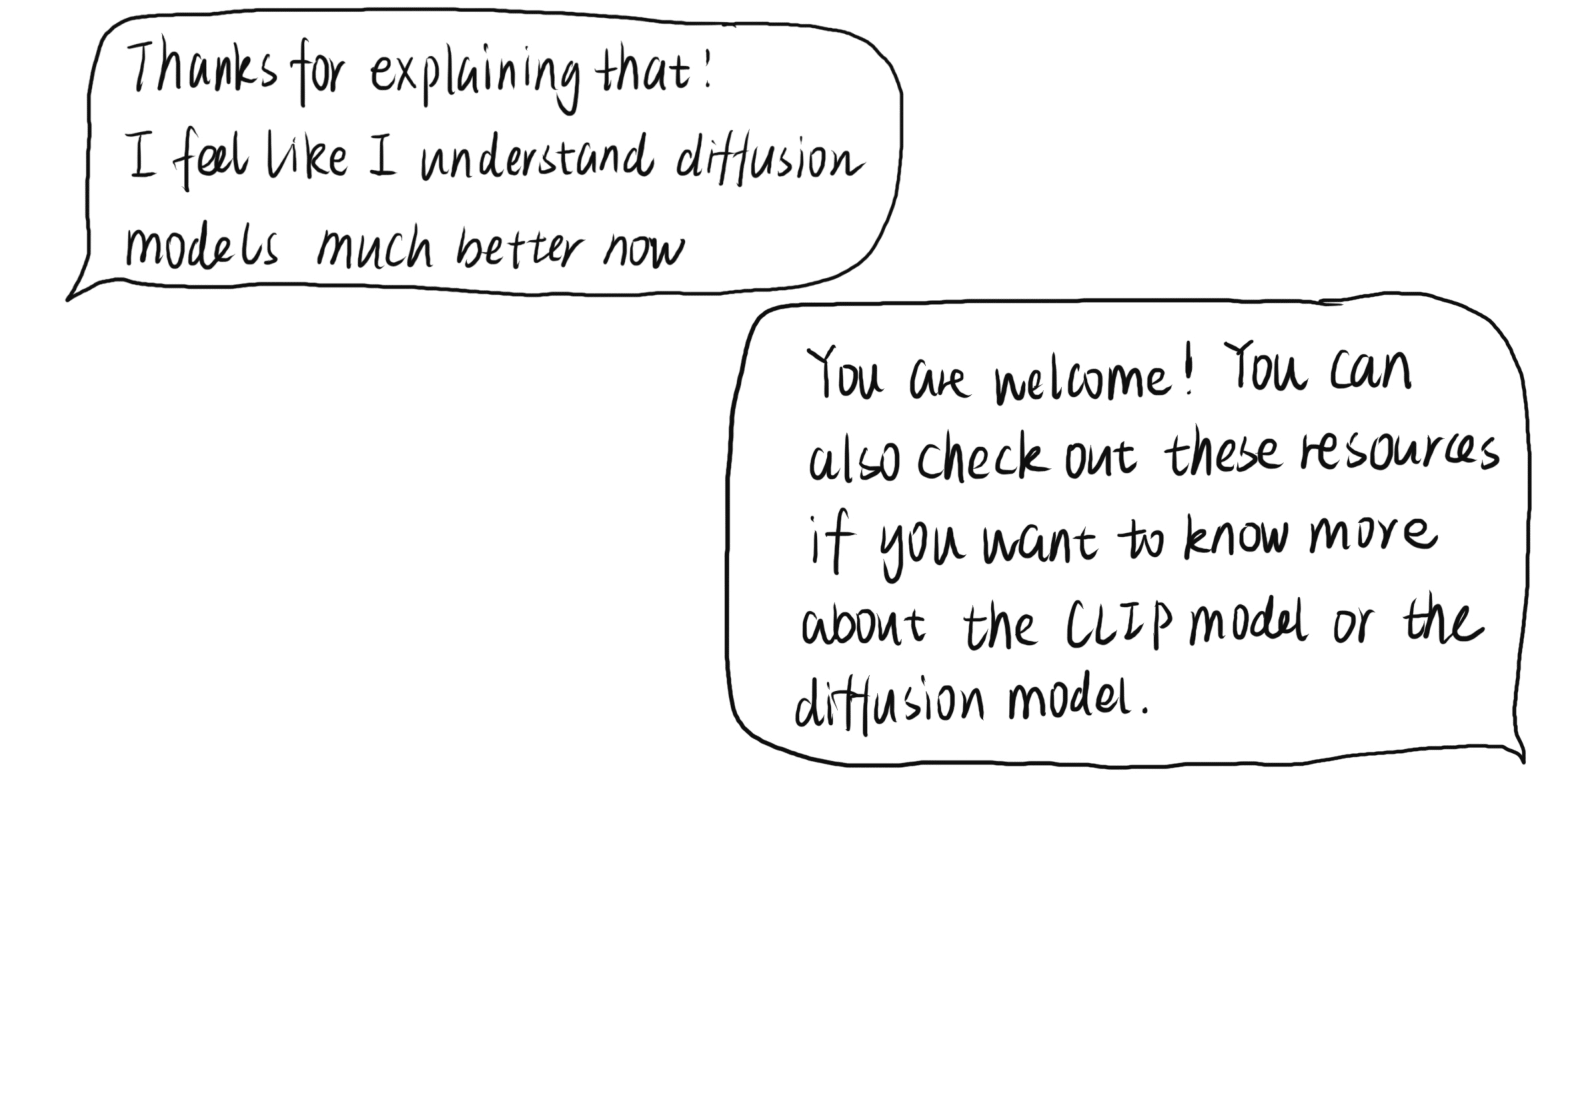 Thanks for explaining that!
I feel like I understand diffusion
models much better now
You are welcome! You can
also check out these resources
if you want to know more
about the CLIP model or the
diffusion model.